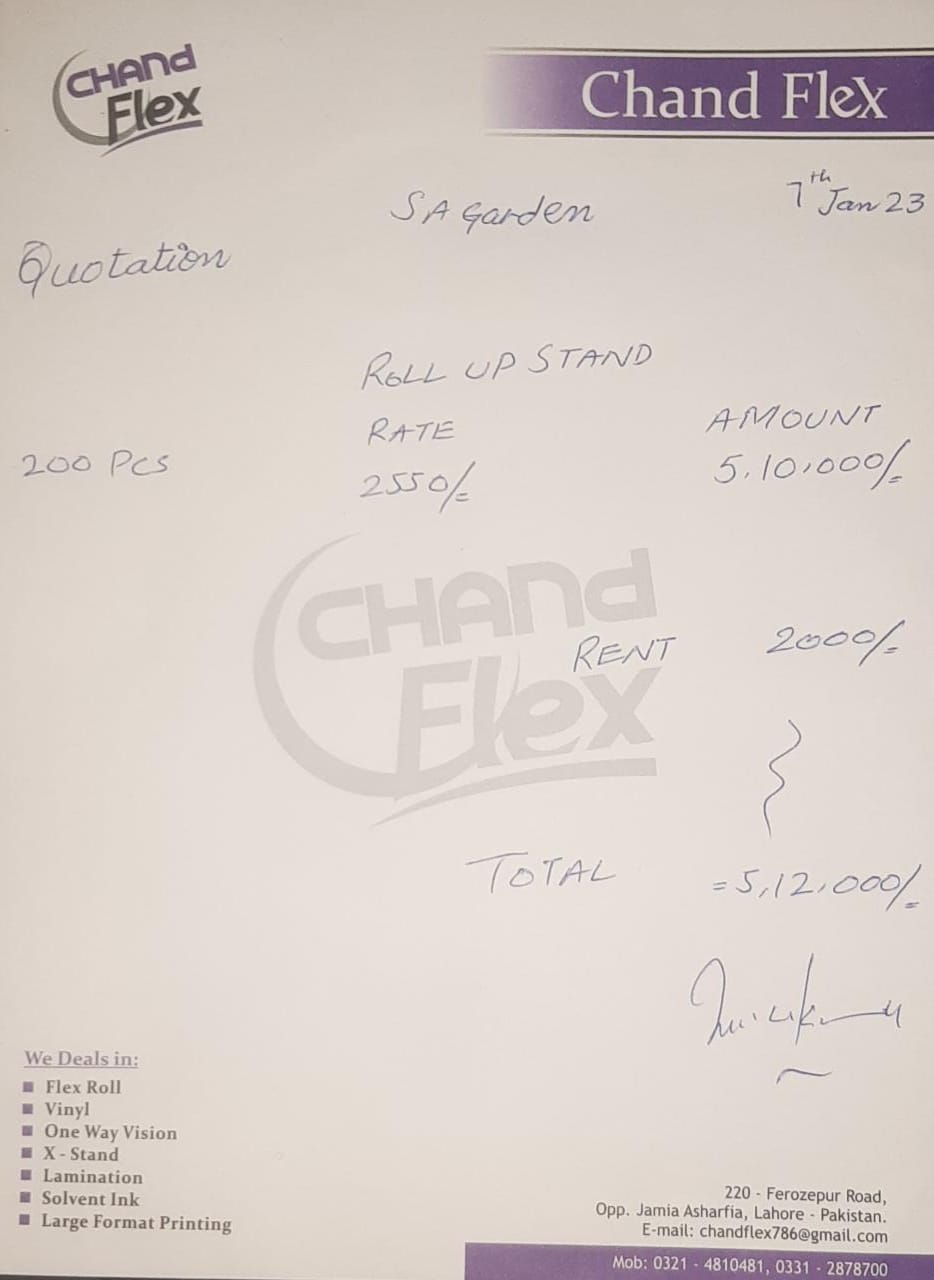 CHAnd
Flex
Chand Flex
SA Garden
7th Jan 23
Quotation
ROLL UP STAND
RATE
AMOUNT
200 Pcs
2550/=
5,10,000/=
CHAnd
Flex
RENT
2000/=
TOTAL
= 5,12,000/=
We Deals in:
Flex Roll
Vinyl
One Way Vision
X - Stand
Lamination
Solvent Ink
Large Format Printing
220 - Ferozepur Road,
Opp. Jamia Asharfia, Lahore - Pakistan.
E-mail: chandflex786@gmail.com
Mob: 0321 - 4810481, 0331 - 2878700